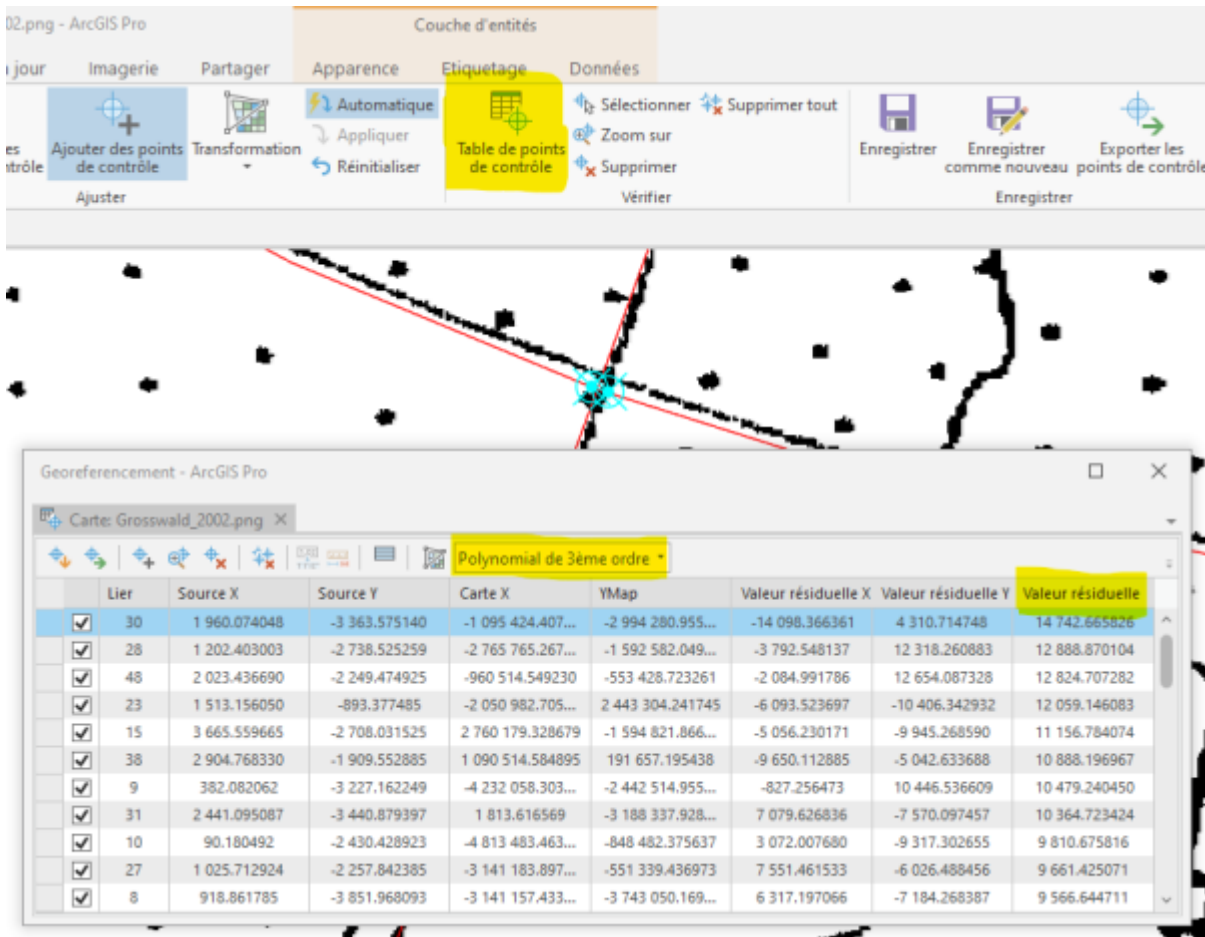 02.png - ArcGIS Pro
Couche d'entités
jour Imagerie Partager Apparence Etiquetage Données
Ajouter des points de contrôle
Transformation
Automatique
Appliquer
Réinitialiser
Table de points de contrôle
Sélectionner
Zoom sur
Supprimer
Supprimer tout
Enregistrer
Enregistrer comme nouveau
Exporter les points de contrôle
Ajuster Vérifier Enregistrer
Georeferencement - ArcGIS Pro
Carte: Grosswald_2002.png
Polynomial de 3ème ordre
Lier Source X Source Y Carte X YMap Valeur résiduelle X Valeur résiduelle Y Valeur résiduelle
30 1 960.074048 -3 363.575140 -1 095 424.407... -2 994 280.955... -14 098.366361 4 310.714748 14 742.665826
28 1 202.403003 -2 738.525259 -2 765 765.267... -1 592 582.049... -3 792.548137 12 318.260883 12 888.870104
48 2 023.436690 -2 249.474925 -960 514.549230 -553 428.723261 -2 084.991786 12 654.087328 12 824.707282
23 1 513.156050 -893.377485 -2 050 982.705... 2 443 304.241745 -6 093.523697 -10 406.342932 12 059.146083
15 3 665.559665 -2 708.031525 2 760 179.328679 -1 594 821.866... -5 056.230171 -9 945.268590 11 156.784074
38 2 904.768330 -1 909.552885 1 090 514.584895 191 657.195438 -9 650.112885 -5 042.633688 10 888.196967
9 382.082062 -3 227.162249 -4 232 058.303... -2 442 514.955... -827.256473 10 446.536609 10 479.240450
31 2 441.095087 -3 440.879397 1 813.616569 -3 188 337.928... 7 079.626836 -7 570.097457 10 364.723424
10 90.180492 -2 430.428923 -4 813 483.463... -848 482.375637 3 072.007680 -9 317.302655 9 810.675816
27 1 025.712924 -2 257.842385 -3 141 183.897... -551 339.436973 7 551.461533 -6 026.488456 9 661.425071
8 918.861785 -3 851.968093 -3 141 157.433... -3 743 050.169... 6 317.197066 -7 184.268387 9 566.644711